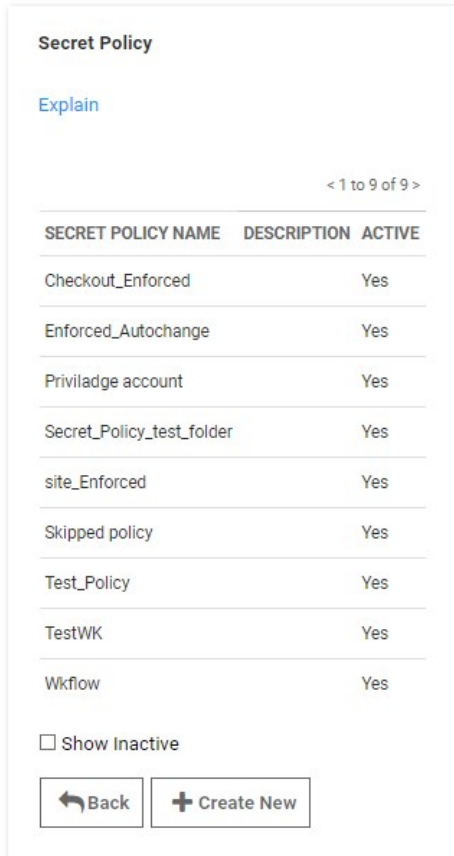 Secret Policy
Explain
< 1 to 9 of 9 >
SECRET POLICY NAME DESCRIPTION ACTIVE
Checkout_Enforced Yes
Enforced_Autochange Yes
Priviladge account Yes
Secret_Policy_test_folder Yes
site_Enforced Yes
Skipped policy Yes
Test_Policy Yes
TestWK Yes
Wkflow Yes
Show Inactive
Back Create New